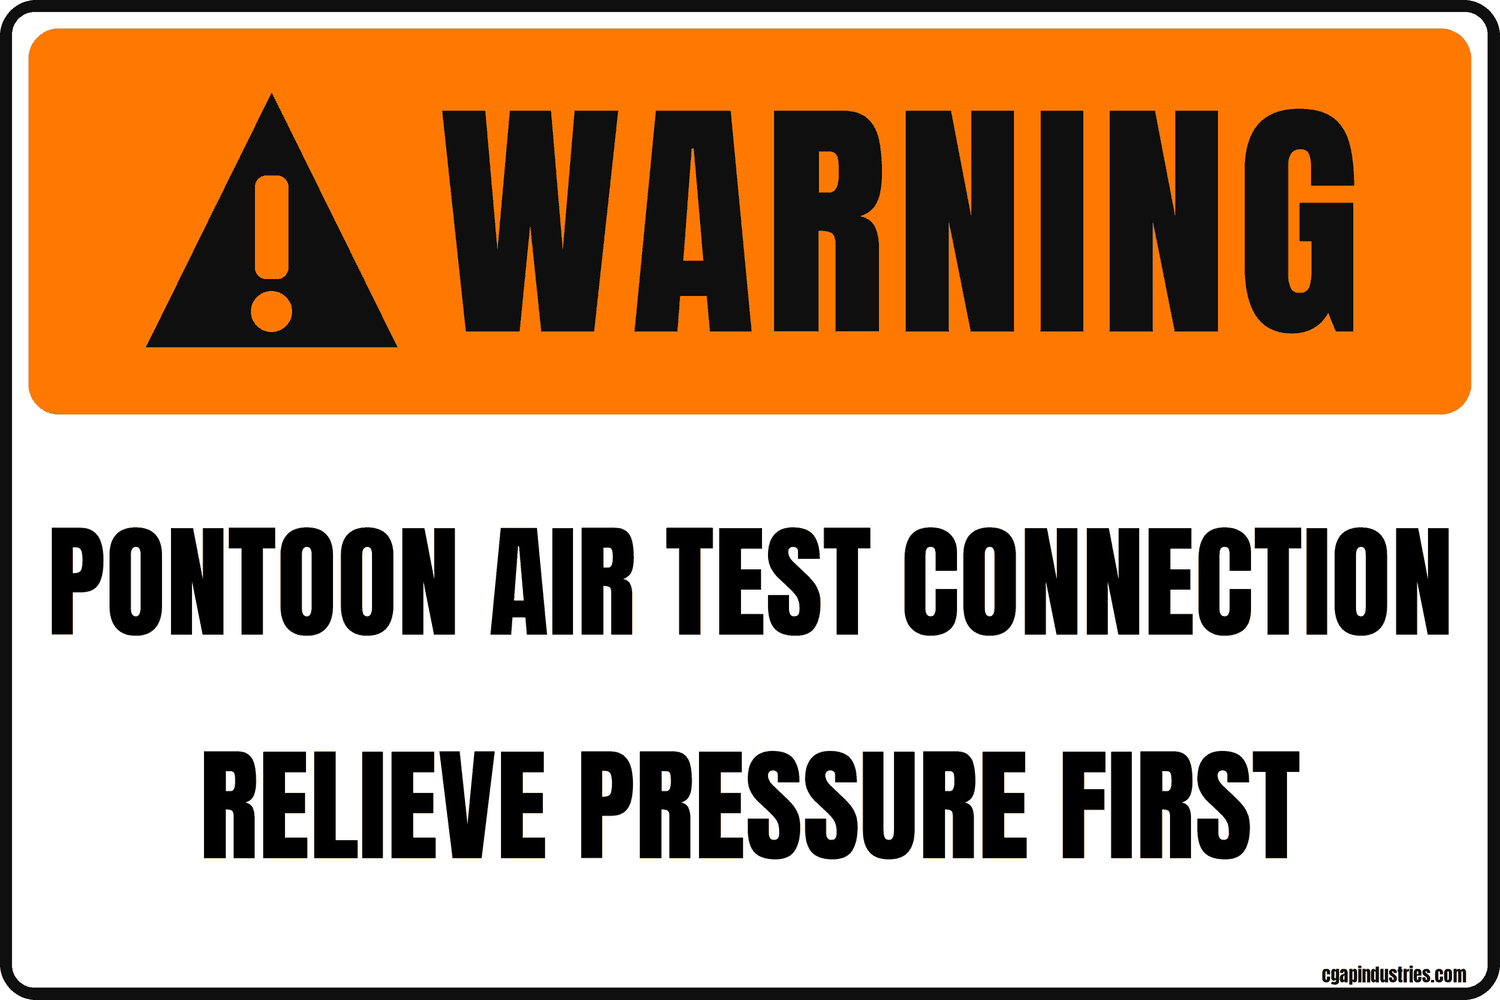 WARNING
PONTOON AIR TEST CONNECTION
RELIEVE PRESSURE FIRST
cgapindustries.com